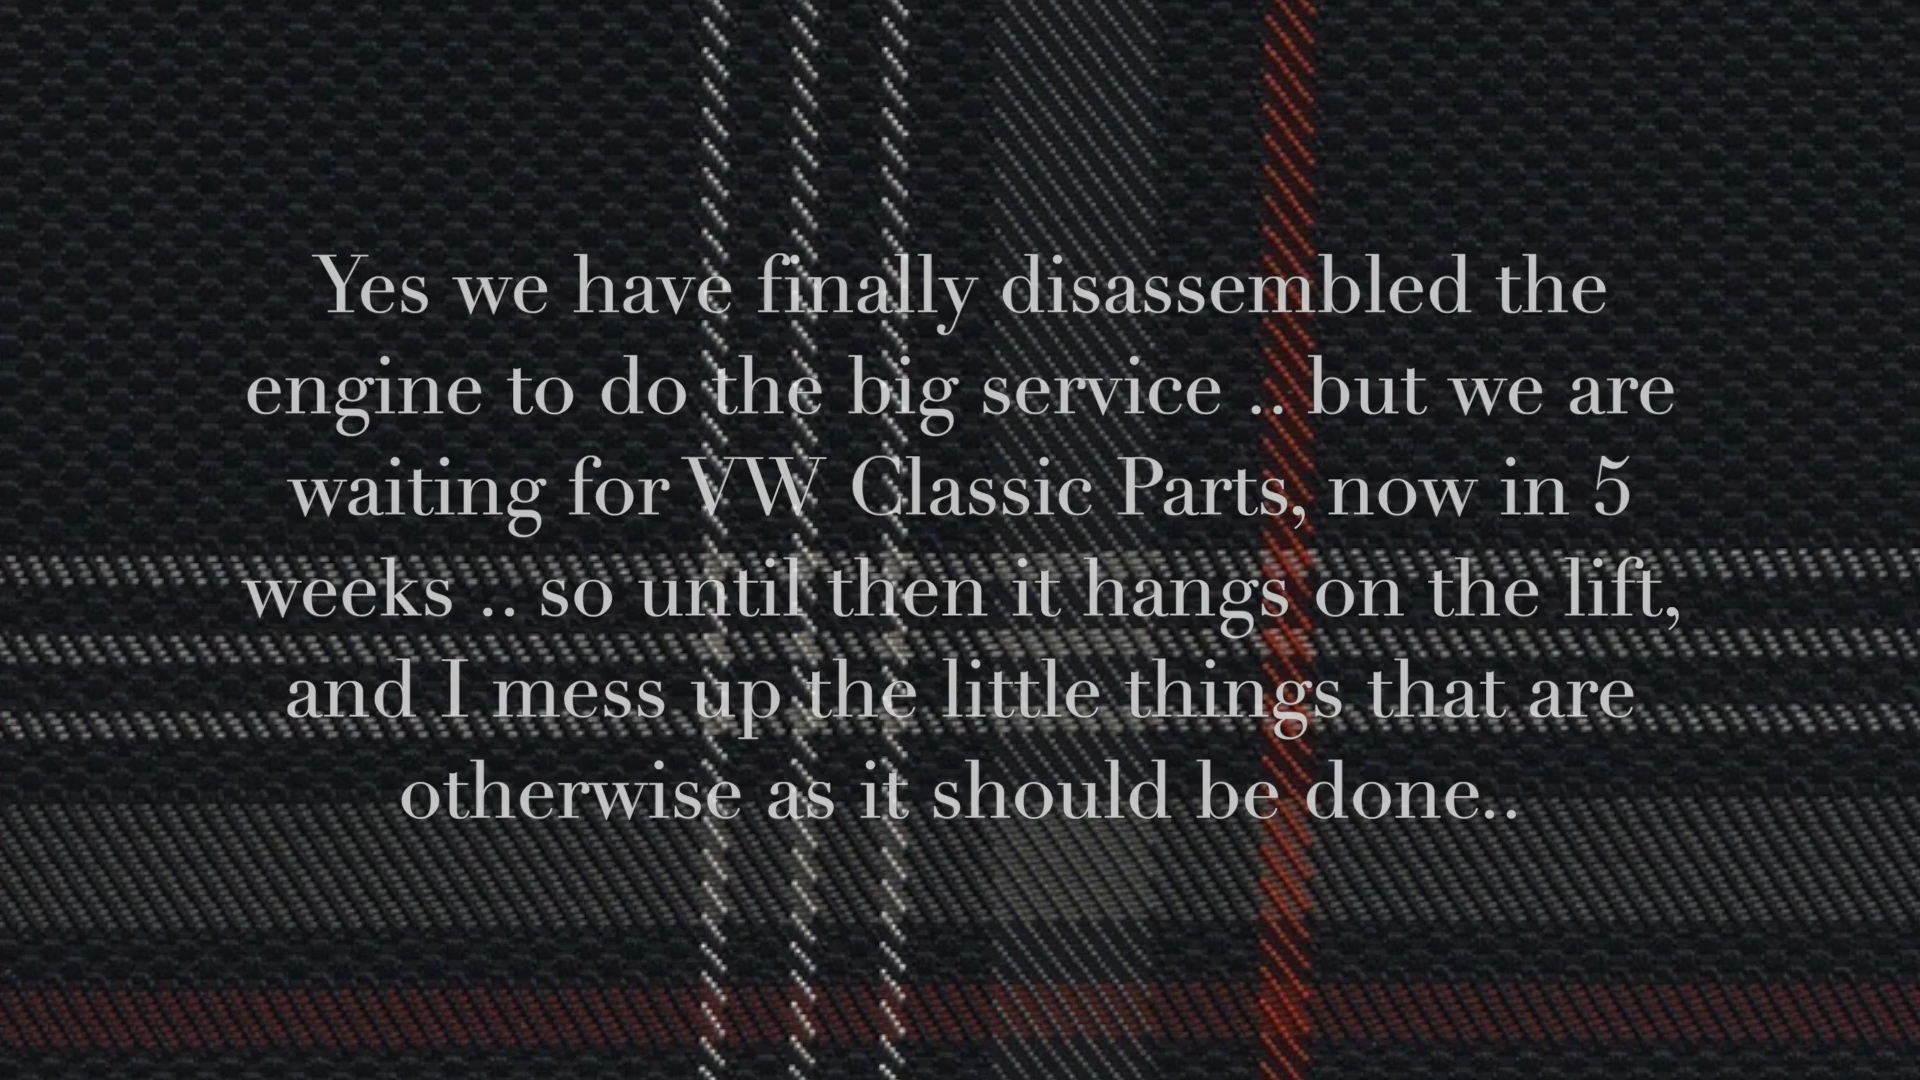 Yes we have finally disassembled the
engine to do the big service .. but we are
waiting for VW Classic Parts, now in 5
weeks .. so until then it hangs on the lift,
and I mess up the little things that are
otherwise as it should be done..